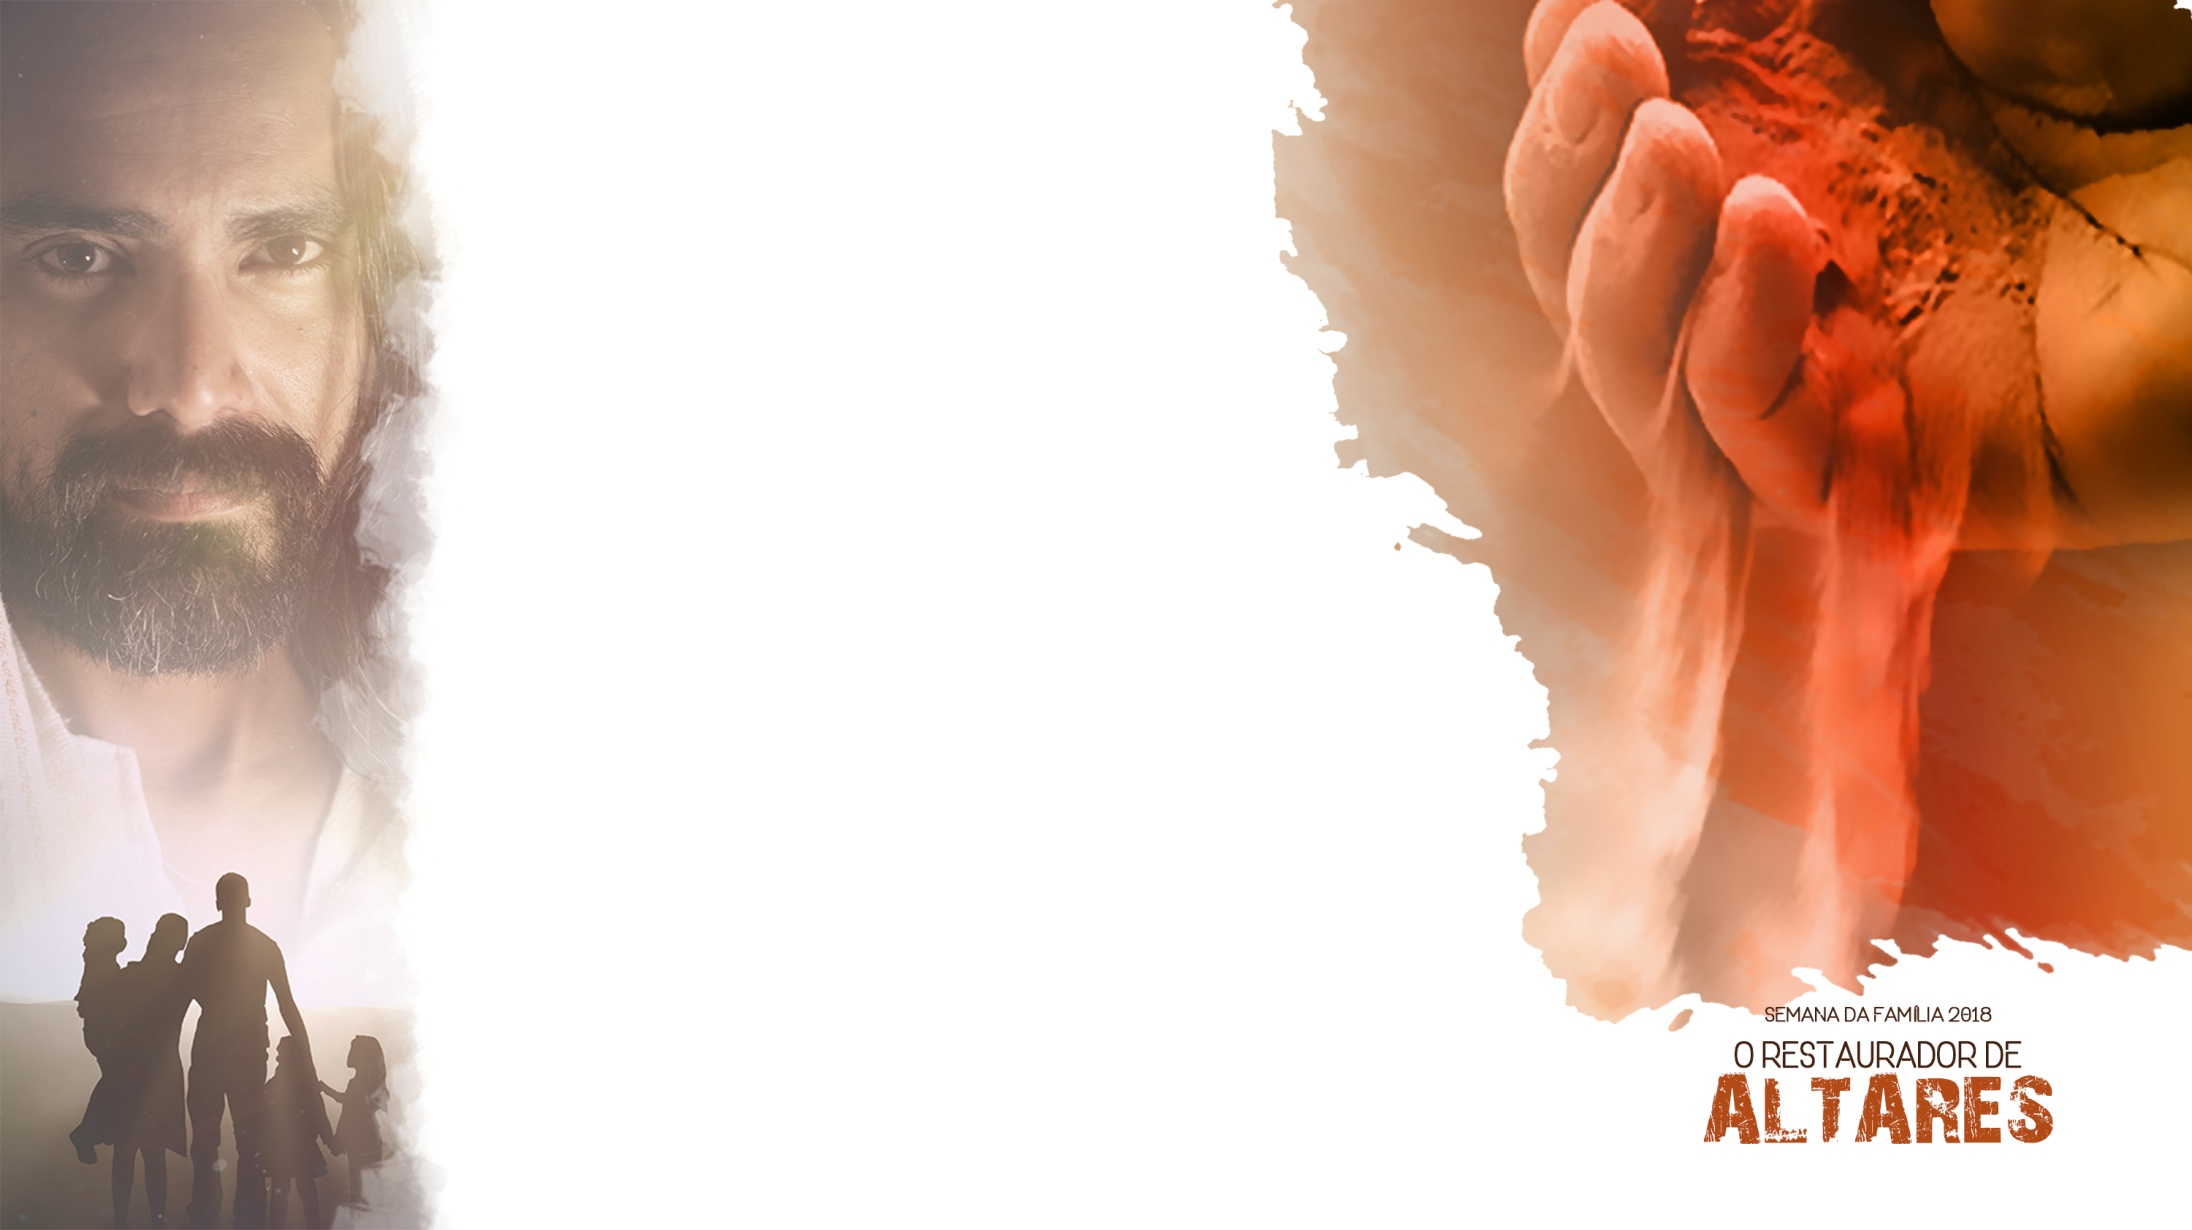 SEMANA DA FAMÍLIA 2018
O RESTAURADOR DE
ALTARES